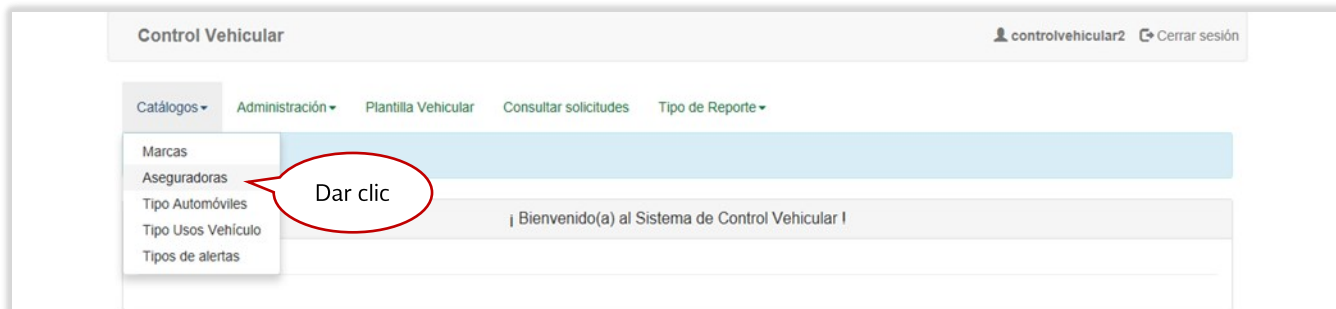 Control Vehicular
controlvehicular2 Cerrar sesión
Catálogos Administración Plantilla Vehicular Consultar solicitudes Tipo de Reporte
Marcas
Aseguradoras
Dar clic
Tipo Automóviles
Tipo Usos Vehículo
Tipos de alertas
¡ Bienvenido(a) al Sistema de Control Vehicular !